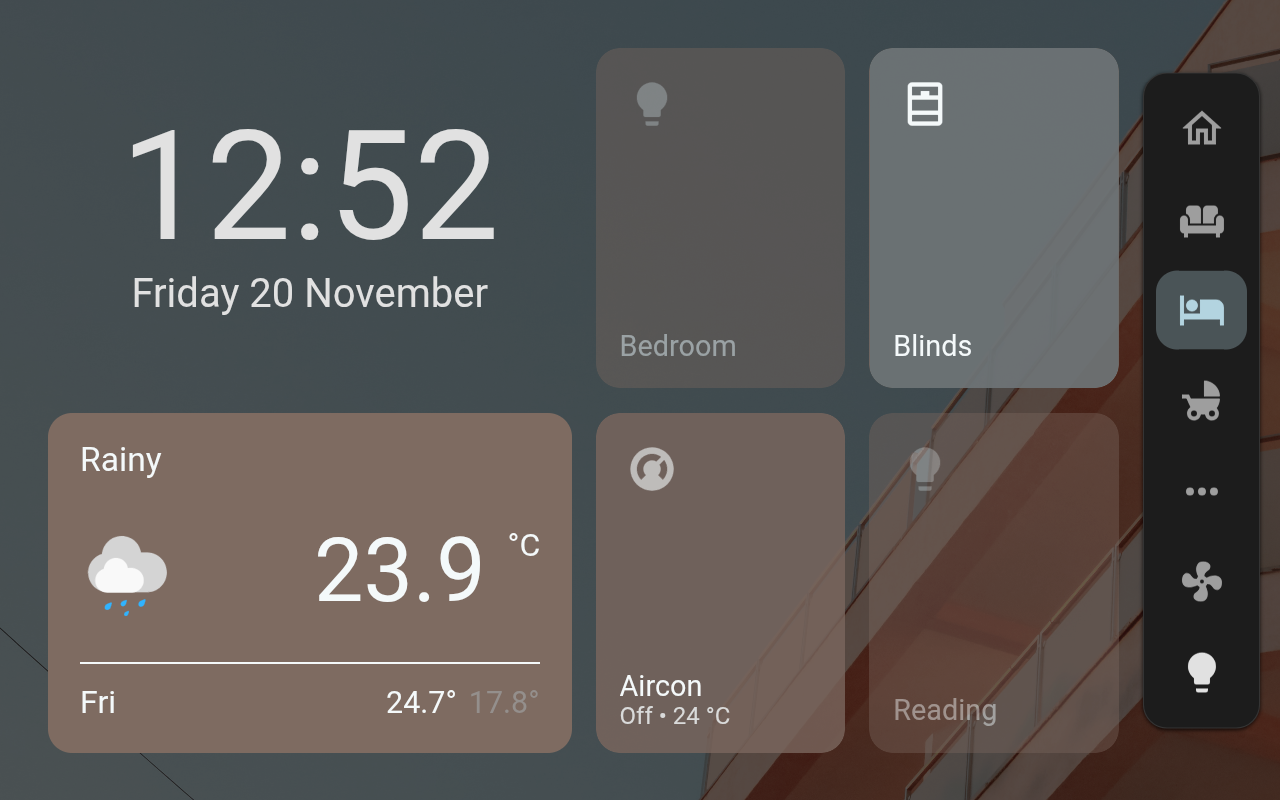 12:52
Friday 20 November
Bedroom
Blinds
Rainy
23.9 °C
Fri 24.7° 17.8°
Aircon
Off • 24 °C
Reading